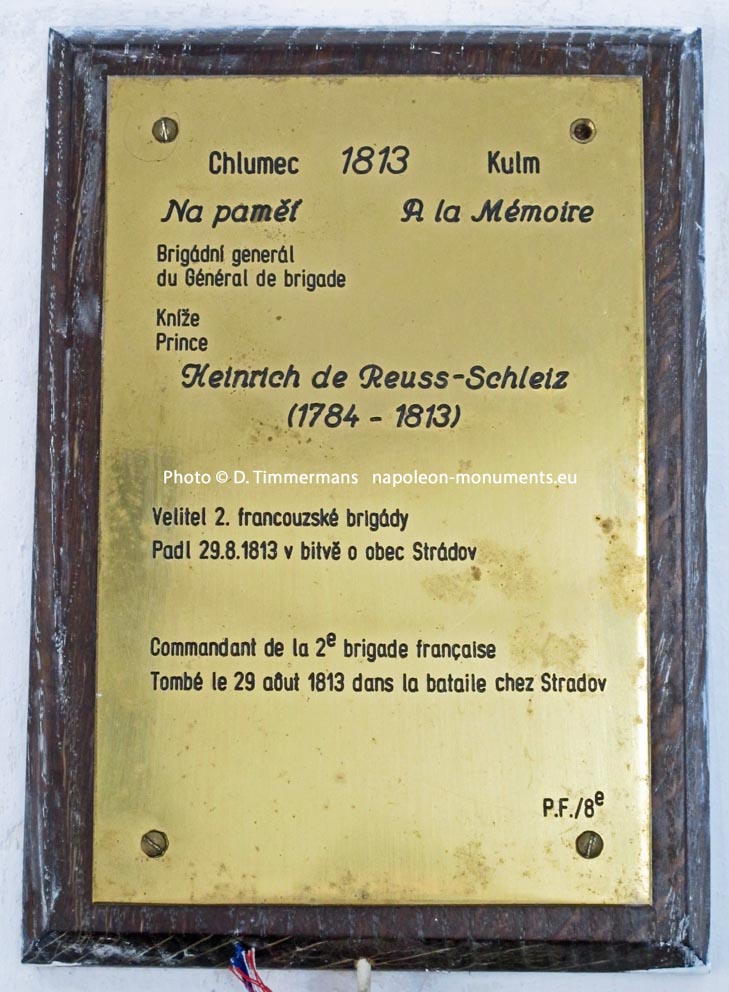 Chlumec 1813 Kulm
Na paměť A la Mémoire
Brigádní generál
du Général de brigade
Kníže
Prince
Heinrich de Reuss-Schleiz
(1784 - 1813)
Photo © D. Timmermans napoleon-monuments.eu
Velitel 2. francouzské brigády
Padl 29.8.1813 v bitvě o obec Strádov
Commandant de la 2e brigade française
Tombé le 29 aôut 1813 dans la bataile chez Stradov
P.F./8e